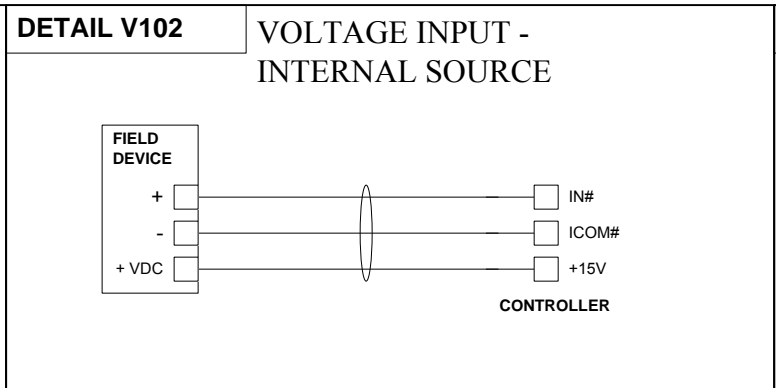 DETAIL V102
VOLTAGE INPUT -
INTERNAL SOURCE
FIELD
DEVICE
+
IN#
-
ICOM#
+ VDC
+15V
CONTROLLER